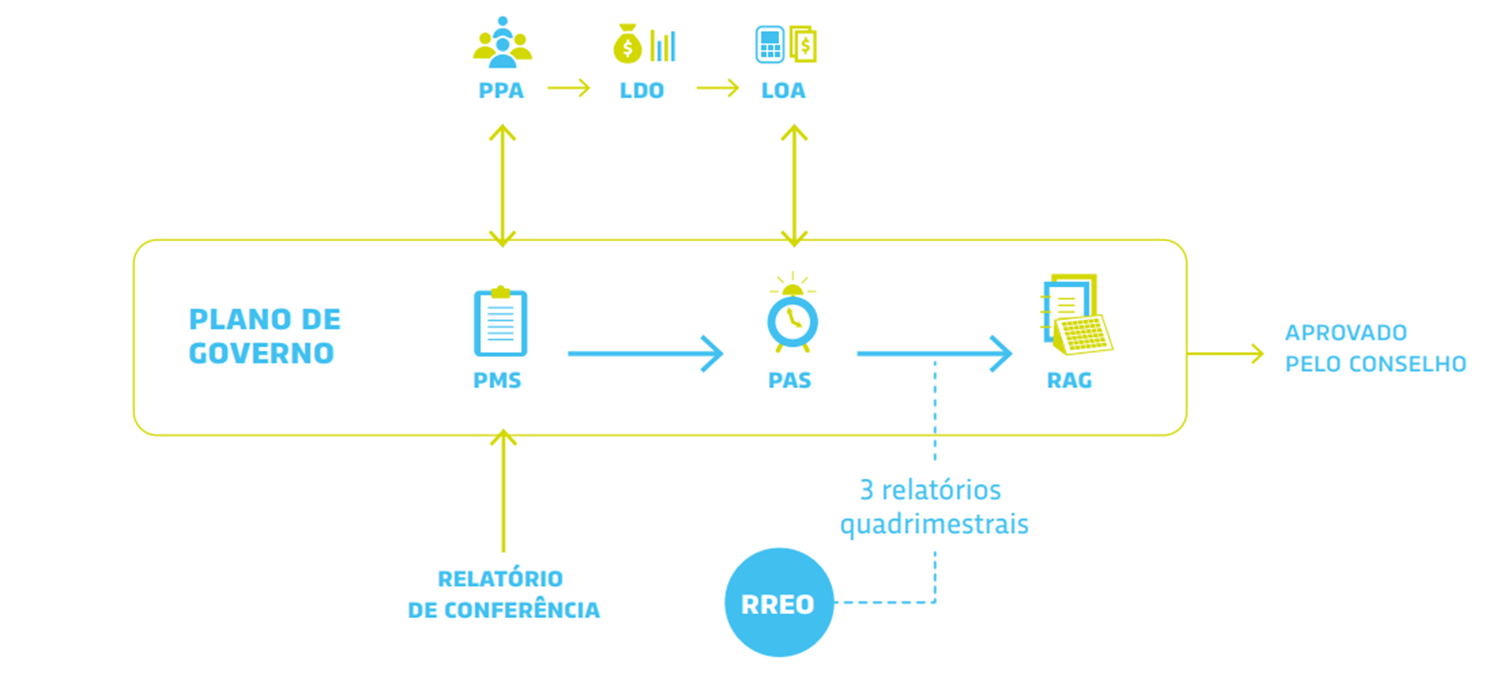 PPA
LDO
LOA
PLANO DE
GOVERNO
PMS
PAS
RAG
APROVADO
PELO CONSELHO
3 relatórios
quadrimestrais
RELATÓRIO
DE CONFERÊNCIA
RREO